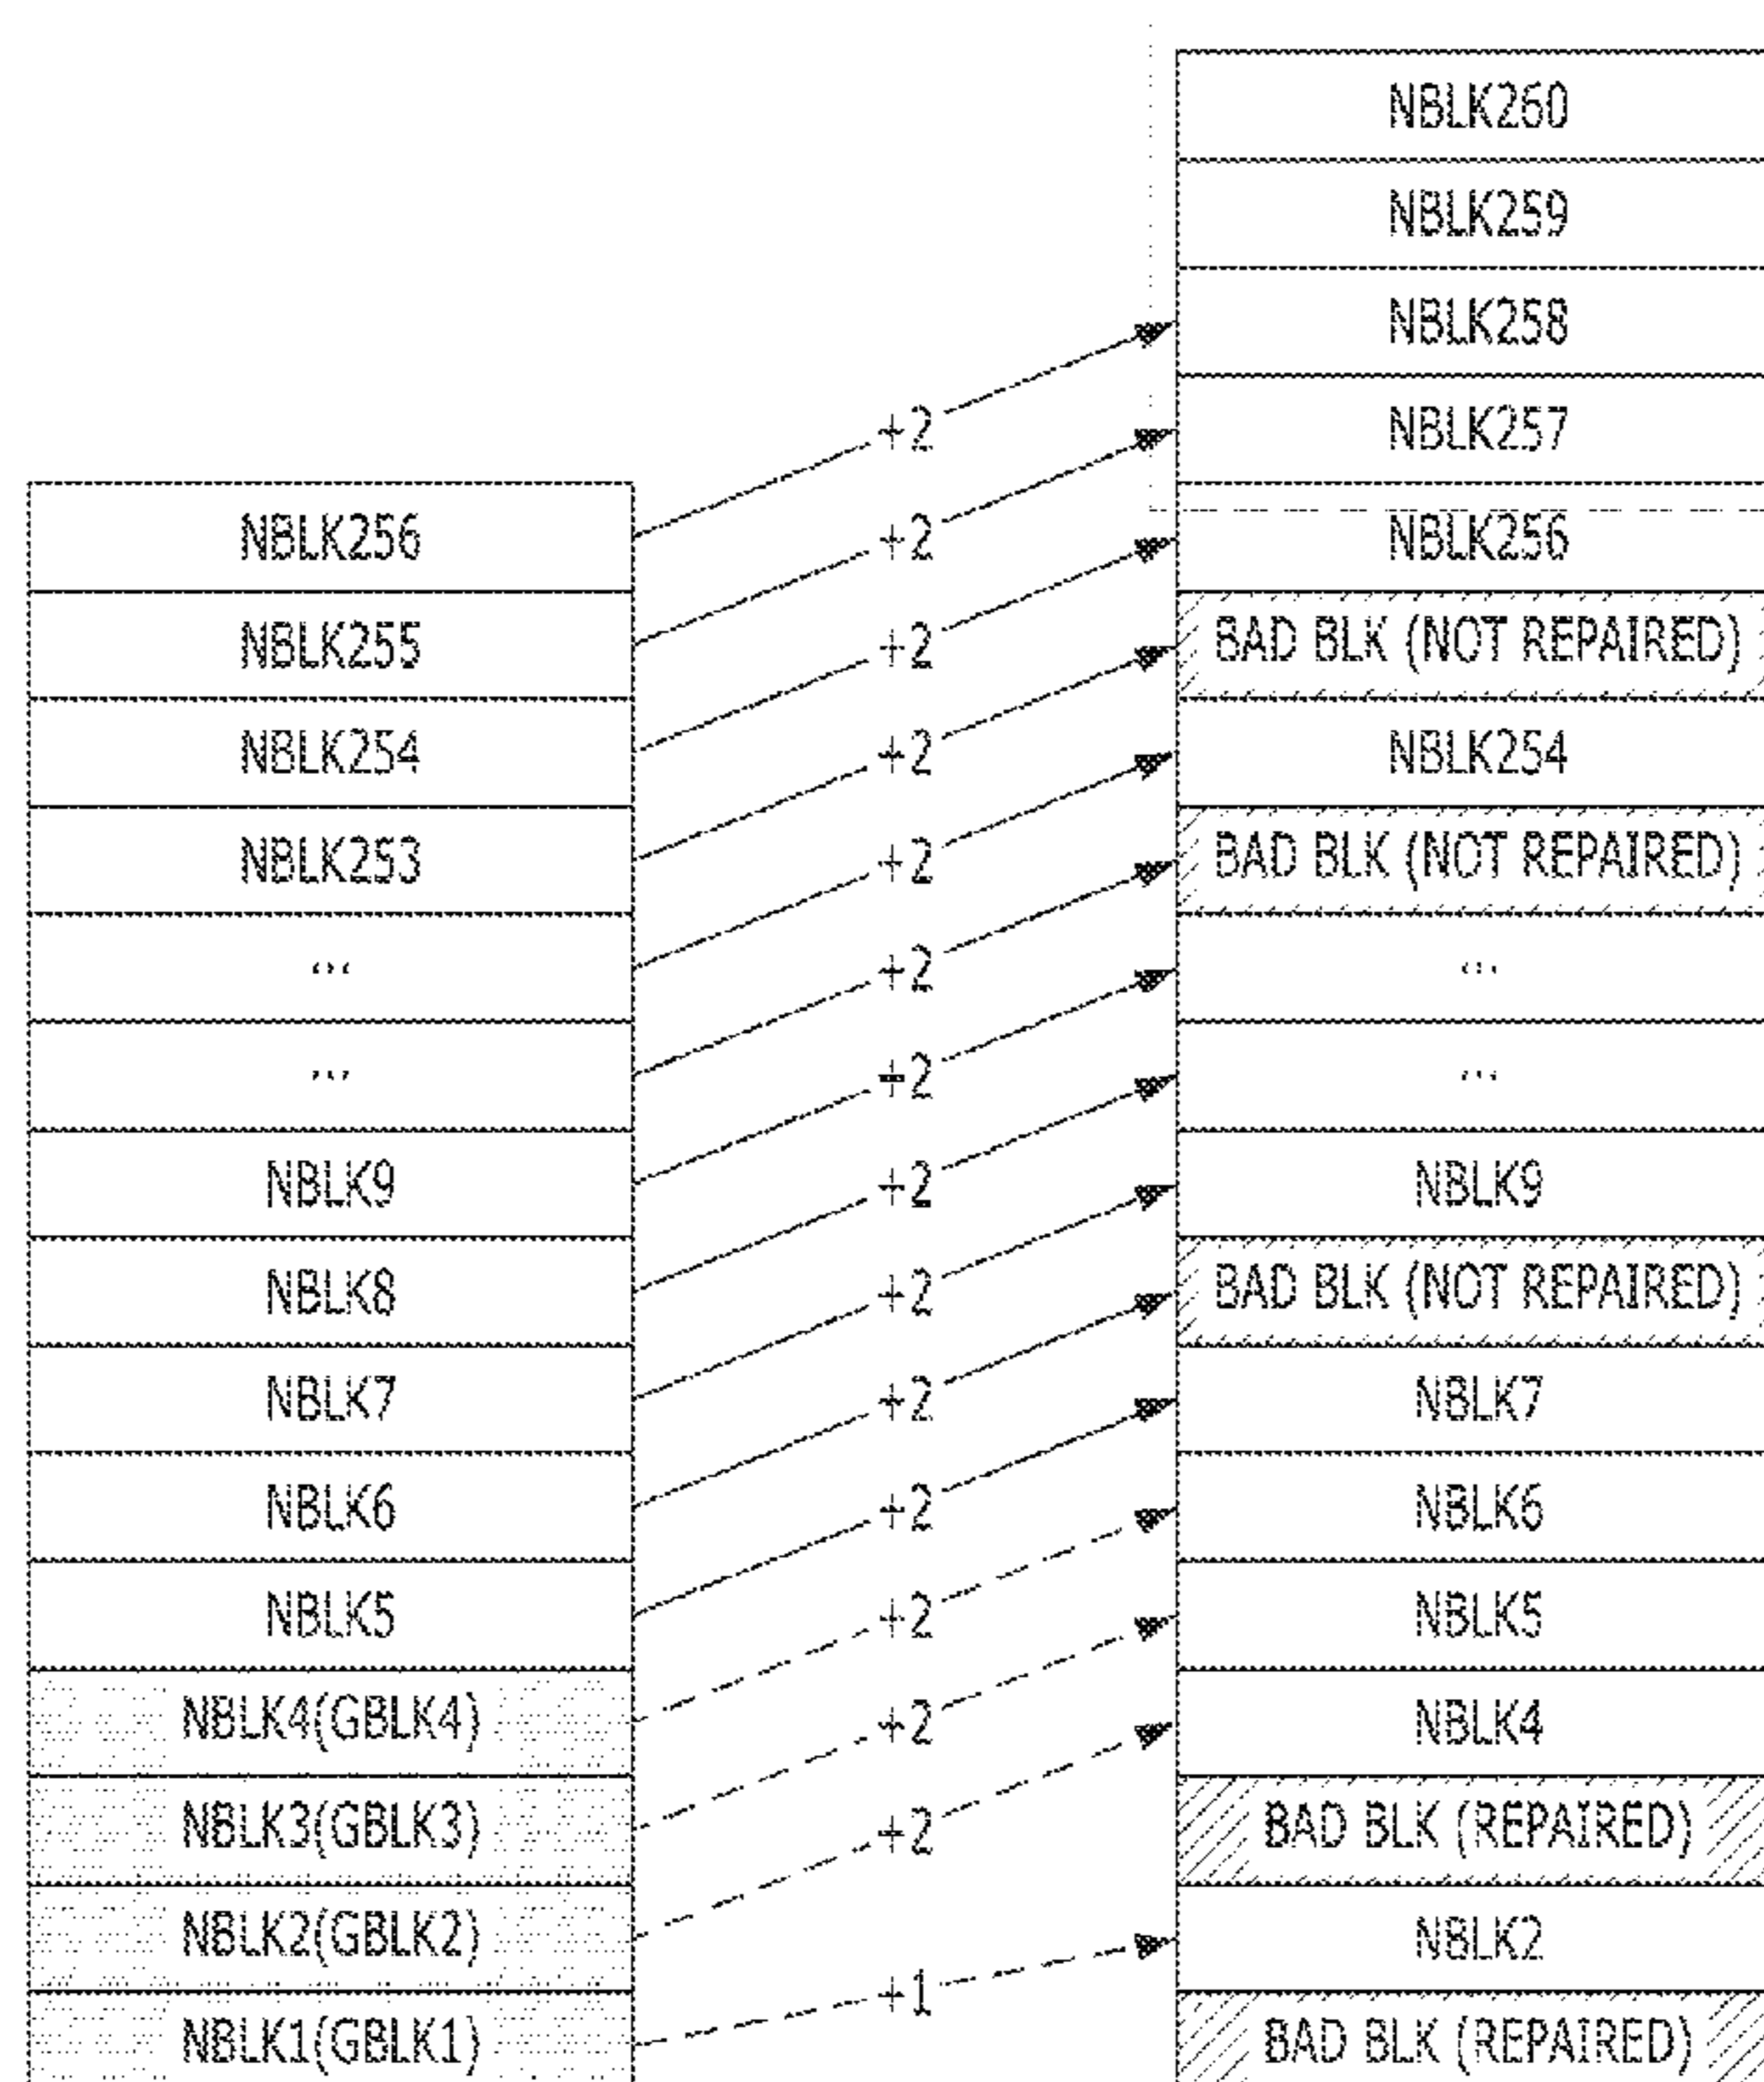 NBLK260
NBLK259
NBLK258
NBLK257
NBLK256
BAD BLK (NOT REPAIRED)
NBLK254
BAD BLK (NOT REPAIRED)
...
...
NBLK9
BAD BLK (NOT REPAIRED)
NBLK7
NBLK6
NBLK5
NBLK4
BAD BLK (REPAIRED)
NBLK2
BAD BLK (REPAIRED)
+2
+2
+2
+2
+2
+2
+2
+2
+2
+2
+2
+2
+2
+2
+1
NBLK256
NBLK255
NBLK254
NBLK253
...
...
NBLK9
NBLK8
NBLK7
NBLK6
NBLK5
NBLK4(GBLK4)
NBLK3(GBLK3)
NBLK2(GBLK2)
NBLK1(GBLK1)